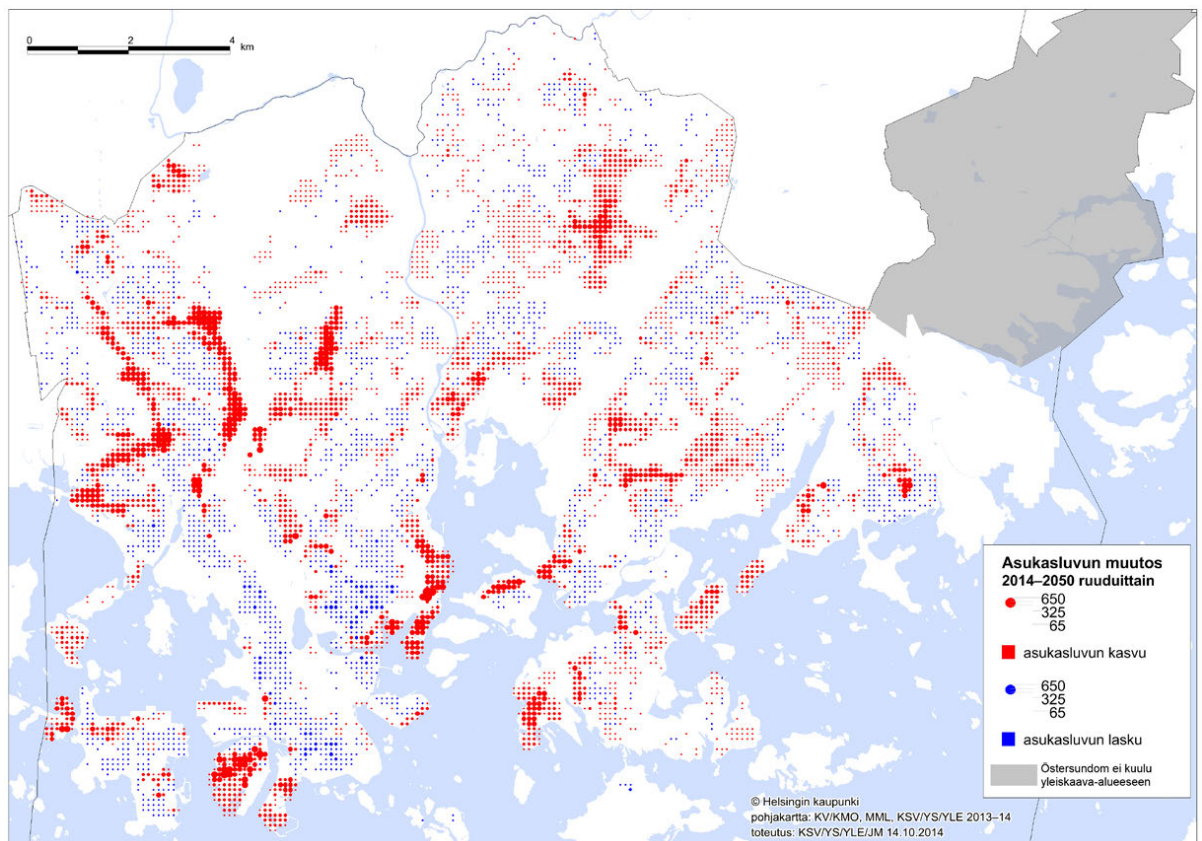 0 2 4
km
Asukasluvun muutos
2014–2050 ruuduittain
650
325
65
asukasluvun kasvu
650
325
65
asukasluvun lasku
Östersundom ei kuulu
yleiskaava-alueeseen
© Helsingin kaupunki
pohjakartta: KV/KMO, MML, KSV/YS/YLE 2013–14
toteutus: KSV/YS/YLE/JM 14.10.2014